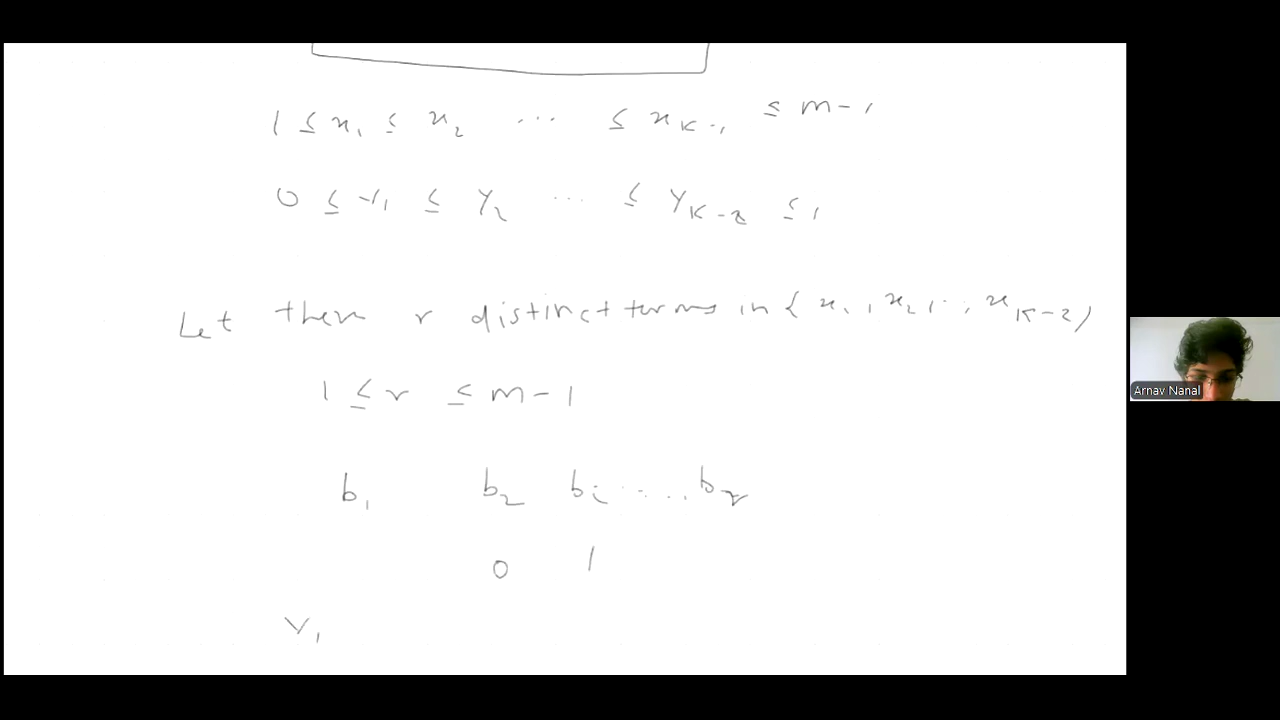 1 ≤ x₁ ≤ x₂ ... ≤ x_{K-1} ≤ m-1
0 ≤ y₁ ≤ y₂ ... ≤ y_{K-2} ≤ 1
Let there r distinct terms in { x₁, x₂, .., x_{K-2} )
1 ≤ r ≤ m-1
b₁ b₂ b_i ..... b_r
0 1
y₁
Arnav Nanal